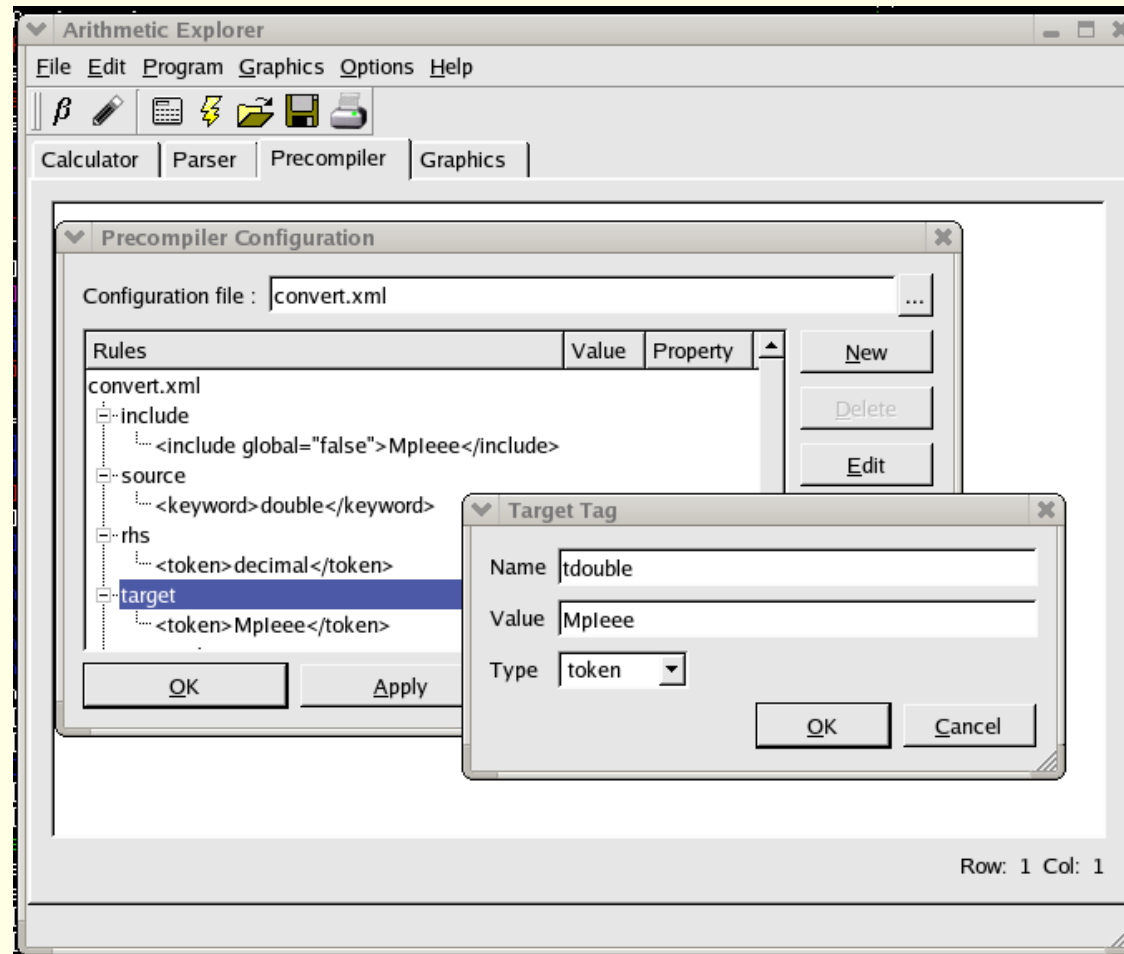 Arithmetic Explorer
File Edit Program Graphics Options Help
β
Calculator Parser Precompiler Graphics
Precompiler Configuration
Configuration file : convert.xml ...
Rules Value Property New
convert.xml
include Delete
<include global="false">MpIeee</include>
source Edit
<keyword>double</keyword>
rhs
<token>decimal</token>
target
<token>MpIeee</token>
OK Apply
Target Tag
Name tdouble
Value MpIeee
Type token
OK Cancel
Row: 1 Col: 1